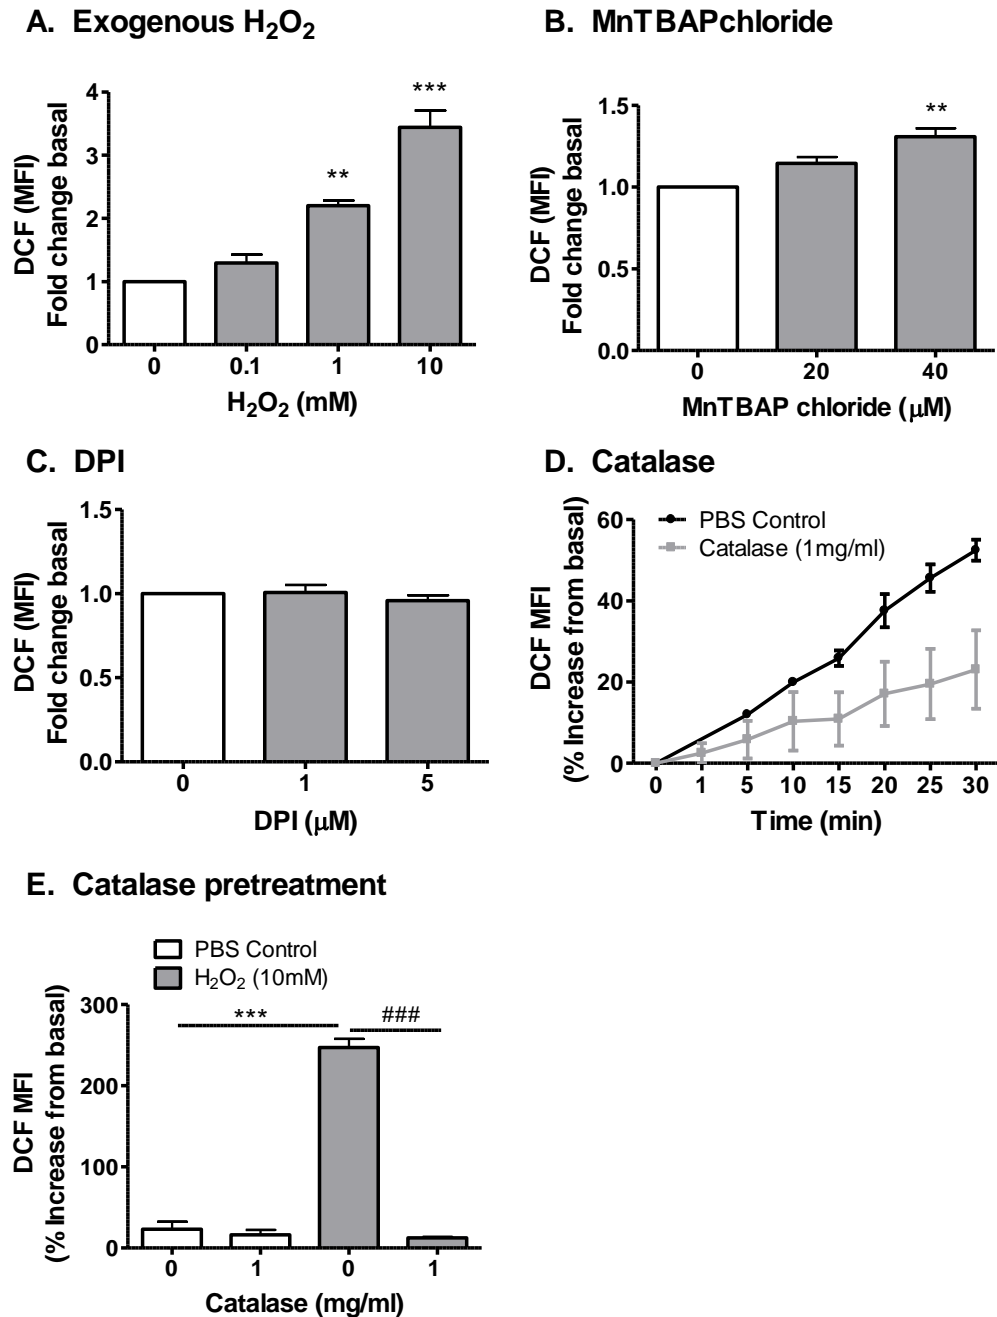 A. Exogenous H₂O₂
DCF (MFI)
Fold change basal
4
3
2
1
0
**
***
0 0.1 1 10
H₂O₂ (mM)
B. MnTBAPchloride
DCF (MFI)
Fold change basal
1.5
1.0
0.5
0.0
**
0 20 40
MnTBAP chloride (μM)
C. DPI
DCF (MFI)
Fold change basal
1.5
1.0
0.5
0.0
0 1 5
DPI (μM)
D. Catalase
DCF MFI
(% Increase from basal)
60
40
20
0
PBS Control
Catalase (1mg/ml)
0 1 5 10 15 20 25 30
Time (min)
E. Catalase pretreatment
PBS Control
H₂O₂ (10mM)
DCF MFI
(% Increase from basal)
300
200
100
0
*** ###
0 1 0 1
Catalase (mg/ml)